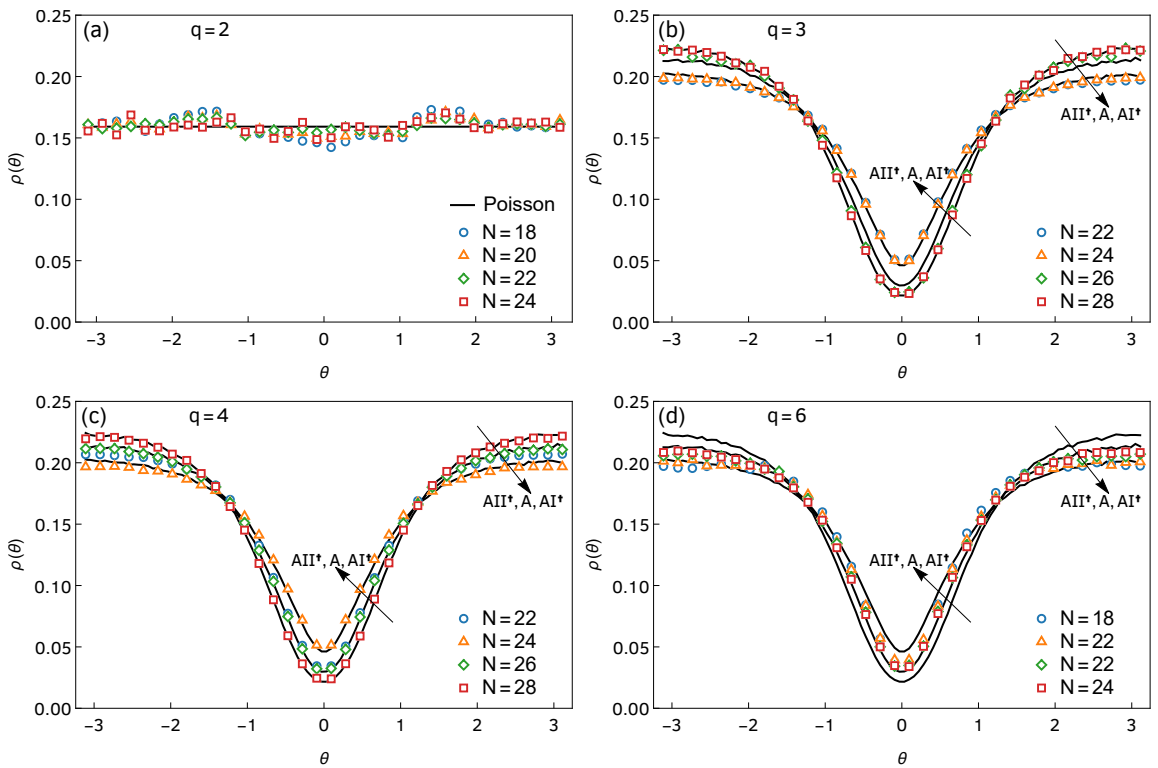 (a) q=2
0.25
0.20
0.15
0.10
0.05
0.00
ρ(θ)
Poisson
N=18
N=20
N=22
N=24
−3 −2 −1 0 1 2 3
θ
(b) q=3
0.25
0.20
0.15
0.10
0.05
0.00
ρ(θ)
AII†, A, AI†
AII†, A, AI†
N=22
N=24
N=26
N=28
−3 −2 −1 0 1 2 3
θ
(c) q=4
0.25
0.20
0.15
0.10
0.05
0.00
ρ(θ)
AII†, A, AI†
AII†, A, AI†
N=22
N=24
N=26
N=28
−3 −2 −1 0 1 2 3
θ
(d) q=6
0.25
0.20
0.15
0.10
0.05
0.00
ρ(θ)
AII†, A, AI†
AII†, A, AI†
N=18
N=22
N=22
N=24
−3 −2 −1 0 1 2 3
θ